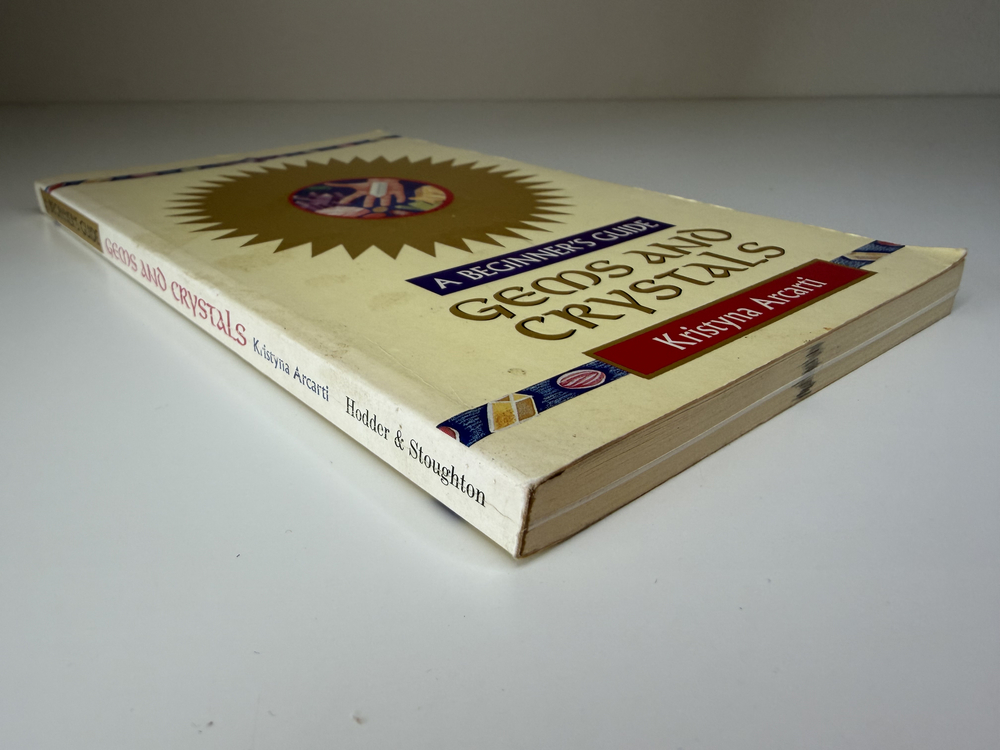 A BEGINNER'S GUIDE
GEMS AND
CRYSTALS
Kristyna Arcarti
GEMS AND CRYSTALS Kristyna Arcarti Hodder & Stoughton